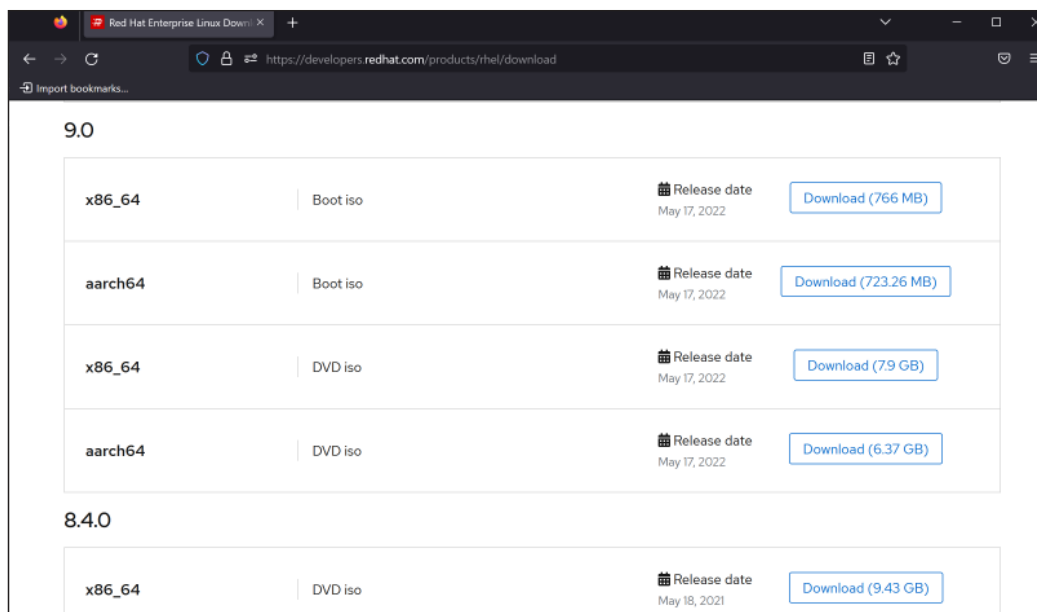 Red Hat Enterprise Linux Downl
https://developers.redhat.com/products/rhel/download
Import bookmarks...
9.0
x86_64 Boot iso Release date Download (766 MB)
May 17, 2022
aarch64 Boot iso Release date Download (723.26 MB)
May 17, 2022
x86_64 DVD iso Release date Download (7.9 GB)
May 17, 2022
aarch64 DVD iso Release date Download (6.37 GB)
May 17, 2022
8.4.0
x86_64 DVD iso Release date Download (9.43 GB)
May 18, 2021